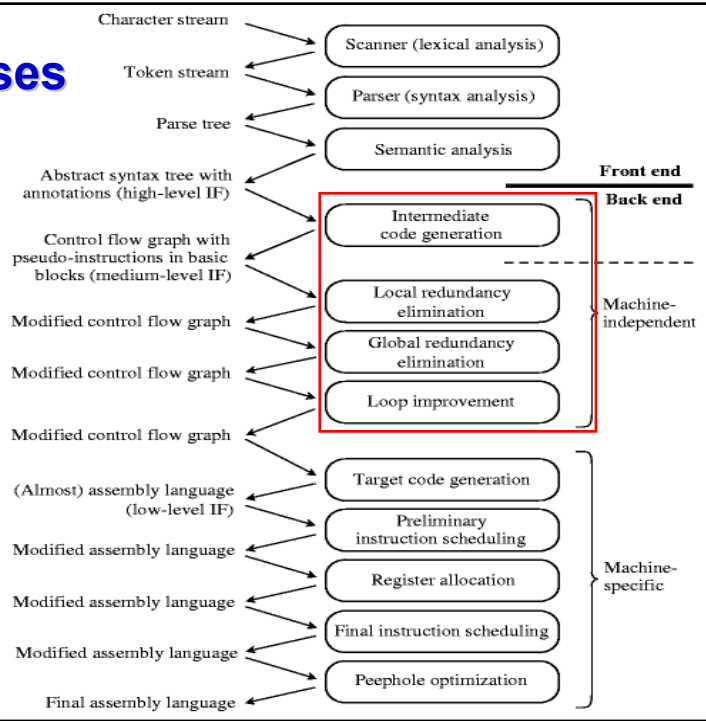 ses
Character stream
Scanner (lexical analysis)
Token stream
Parser (syntax analysis)
Parse tree
Semantic analysis
Abstract syntax tree with
annotations (high-level IF)
Front end
Back end
Intermediate
code generation
Control flow graph with
pseudo-instructions in basic
blocks (medium-level IF)
Local redundancy
elimination
Machine-
independent
Modified control flow graph
Global redundancy
elimination
Modified control flow graph
Loop improvement
Modified control flow graph
Target code generation
(Almost) assembly language
(low-level IF)
Preliminary
instruction scheduling
Modified assembly language
Register allocation
Machine-
specific
Modified assembly language
Final instruction scheduling
Modified assembly language
Peephole optimization
Final assembly language